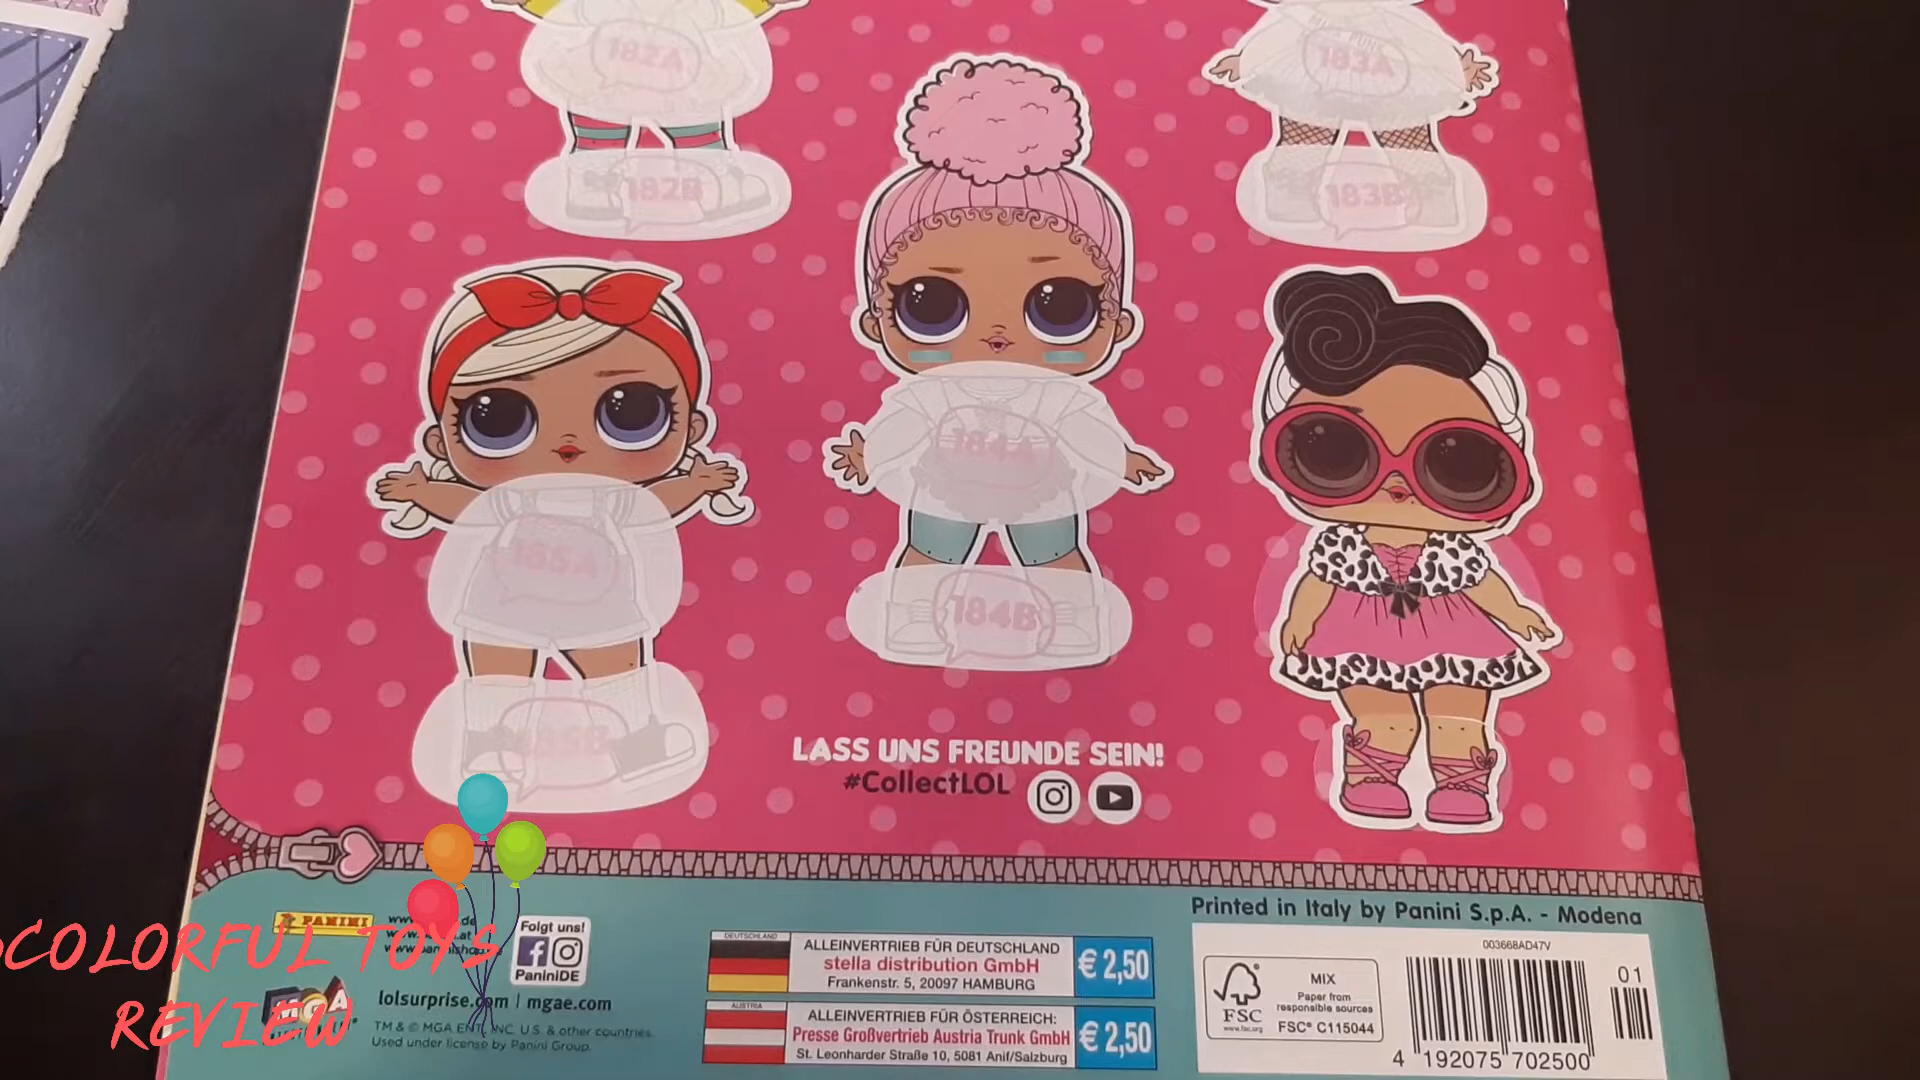 182A
183A
182B
183B
184A
185A
184B
185B
LASS UNS FREUNDE SEIN!
#CollectLOL
Printed in Italy by Panini S.p.A. - Modena
PANINI
Folgt uns!
PaniniDE
COLORFUL TOYS
REVIEW
MGA
lolsurprise.com | mgae.com
TM & © MGA ENT. INC. U.S. & other countries.
Used under license by Panini Group.
DEUTSCHLAND
ALLEINVERTRIEB FÜR DEUTSCHLAND
stella distribution GmbH
Frankenstr. 5, 20097 HAMBURG
€ 2,50
AUSTRIA
ALLEINVERTRIEB FÜR ÖSTERREICH:
Presse Großvertrieb Austria Trunk GmbH
St. Leonharder Straße 10, 5081 Anif/Salzburg
€ 2,50
003668AD47V
FSC
www.fsc.org
MIX
Paper from
responsible sources
FSC® C115044
01
4 192075 702500